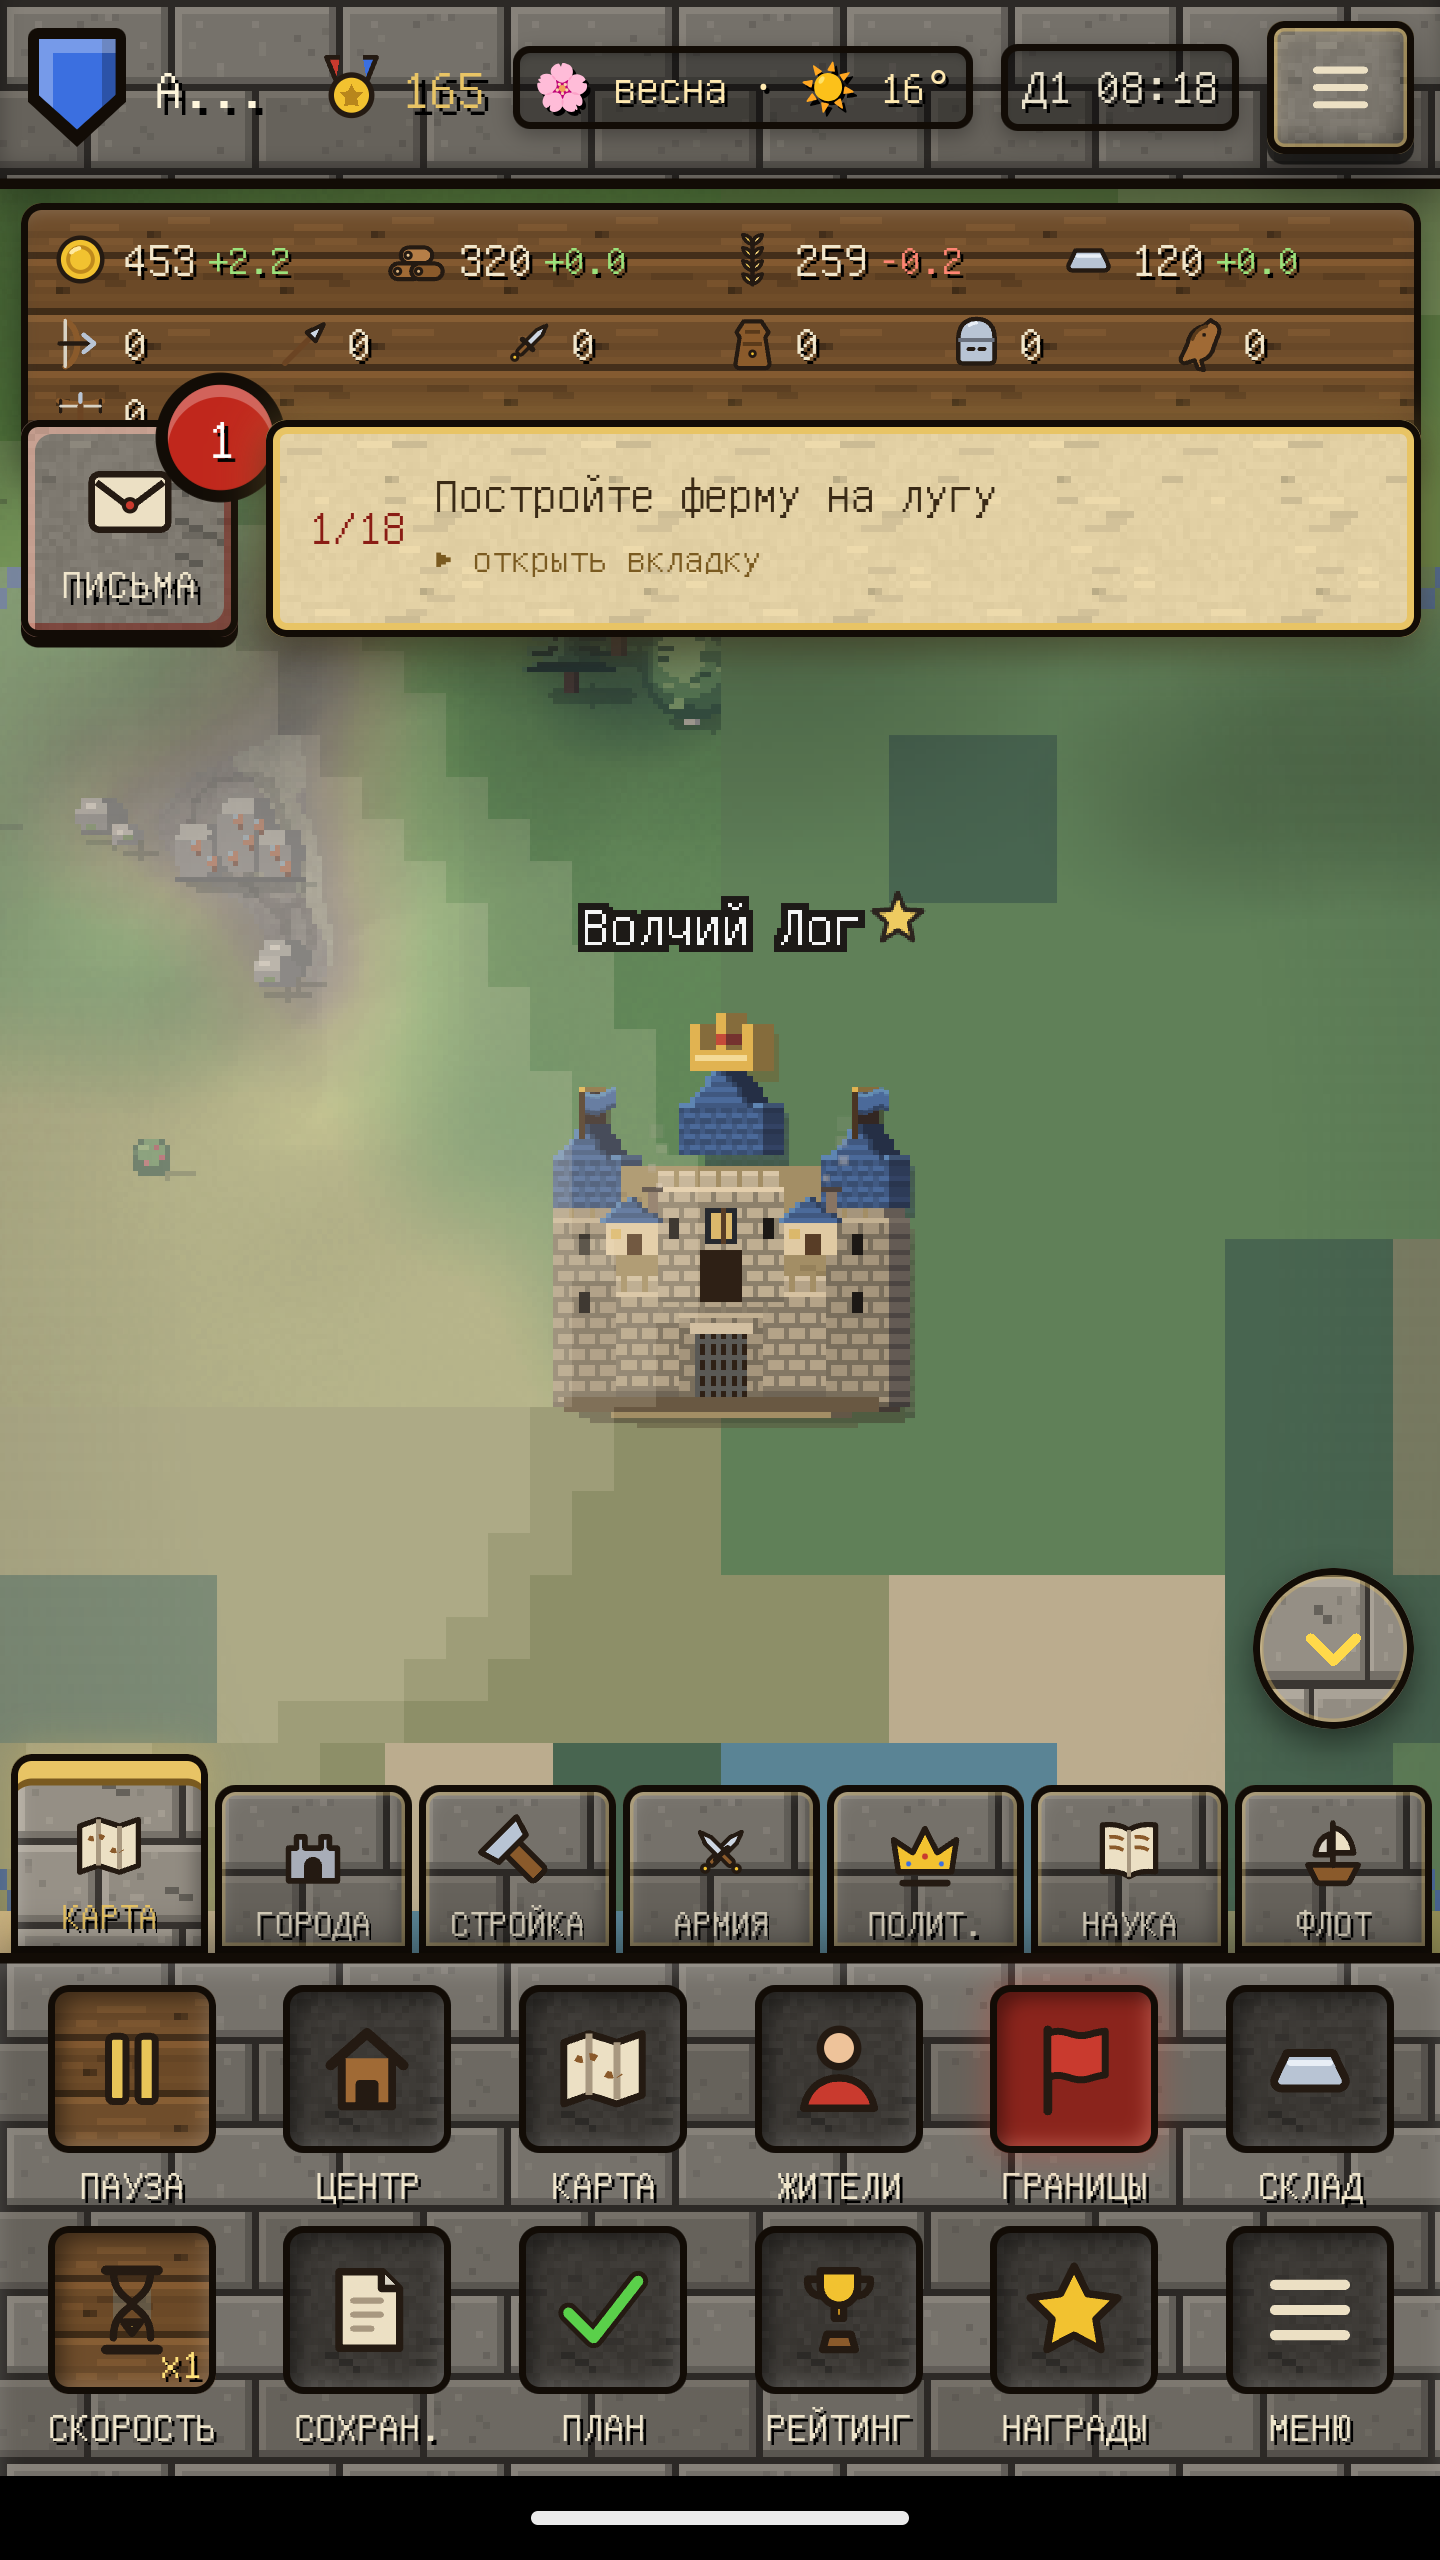 А... 165 весна · 16° Д1 08:18
453 +2.2 320 +0.0 259 -0.2 120 +0.0
0 0 0 0 0 0
0
1
ПИСЬМА
1/18
Постройте ферму на лугу
открыть вкладку
Волчий Лог
КАРТА ГОРОДА СТРОЙКА АРМИЯ ПОЛИТ. НАУКА ФЛОТ
ПАУЗА ЦЕНТР КАРТА ЖИТЕЛИ ГРАНИЦЫ СКЛАД
x1
СКОРОСТЬ СОХРАН. ПЛАН РЕЙТИНГ НАГРАДЫ МЕНЮ